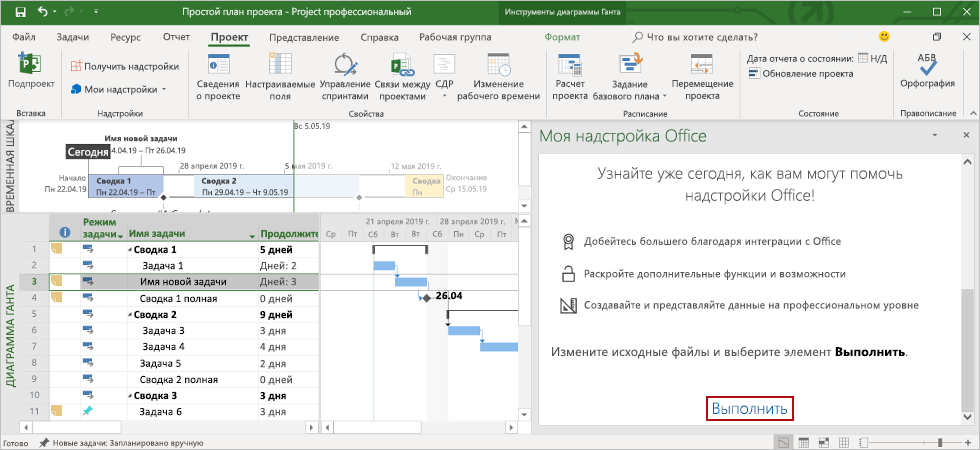 Простой план проекта - Project профессиональный
Инструменты диаграммы Ганта
Файл Задачи Ресурс Отчет Проект Представление Справка Рабочая группа Формат Что вы хотите сделать?
Подпроект
Вставка
Получить надстройки
Мои надстройки
Надстройки
Сведения о проекте
Настраиваемые поля
Управление спринтами
Связи между проектами
СДР
Изменение рабочего времени
Свойства
Расчет проекта
Задание базового плана
Перемещение проекта
Расписание
Дата отчета о состоянии: Н/Д
Обновление проекта
Состояние
АБВ
Орфография
Правописание
ВРЕМЕННАЯ ШКАЛ
Вс 5.05.19
Имя новой задачи
4.04.19 – Пт 26.04.19
Сегодня
28 апреля 2019 г.
5 мая 2019 г.
12 мая 2019 г.
Начало
Пн 22.04.19
Сводка 1
Пн 22.04.19 – Пт
Сводка 2
Пн 29.04.19 – Чт 9.05.19
Сводка
Пн
Окончание
Ср 15.05.19
ДИАГРАММА ГАНТА
Режим задачи Имя задачи Продолжите
1 Сводка 1 5 дней
2 Задача 1 Дней: 2
3 Имя новой задачи Дней: 3
4 Сводка 1 полная 0 дней
5 Сводка 2 9 дней
6 Задача 3 3 дня
7 Задача 4 4 дня
8 Задача 5 2 дня
9 Сводка 2 полная 0 дней
10 Сводка 3 3 дня
11 Задача 6 3 дня
21 апреля 2019 г. 28 апреля 2019 г.
Ср Пт Сб Вт Вт Сб Пн Ср Пт
26.04
Моя надстройка Office
Узнайте уже сегодня, как вам могут помочь
надстройки Office!
Добейтесь большего благодаря интеграции с Office
Раскройте дополнительные функции и возможности
Создавайте и представляйте данные на профессиональном уровне
Измените исходные файлы и выберите элемент Выполнить.
Выполнить
Готово Новые задачи: Запланировано вручную